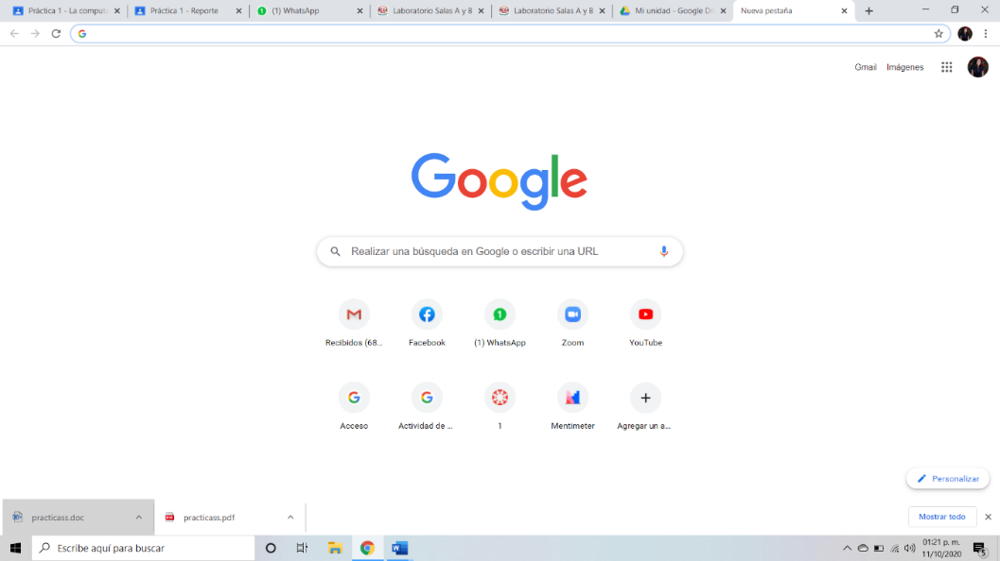 Práctica 1 - La computa
Práctica 1 - Reporte
(1) WhatsApp
Laboratorio Salas A y B
Laboratorio Salas A y B
Mi unidad - Google Dr
Nueva pestaña
Gmail
Imágenes
Google
Realizar una búsqueda en Google o escribir una URL
Recibidos (68...
Facebook
(1) WhatsApp
Zoom
YouTube
Acceso
Actividad de ...
1
Mentimeter
Agregar un a...
Personalizar
practicass.doc
practicass.pdf
Mostrar todo
Escribe aquí para buscar
01:21 p. m.
11/10/2020
5